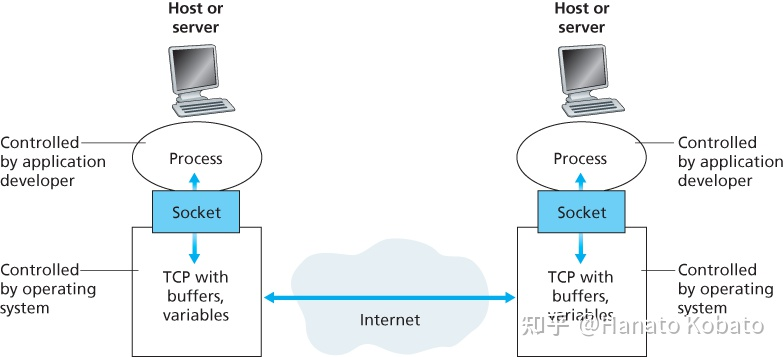 Host or
server
Controlled
by application
developer
Process
Socket
Controlled
by operating
system
TCP with
buffers,
variables
Internet
Host or
server
Controlled
by application
developer
Process
Socket
Controlled
by operating
system
TCP with
buffers,
variables
知乎 @Hanato Kobato